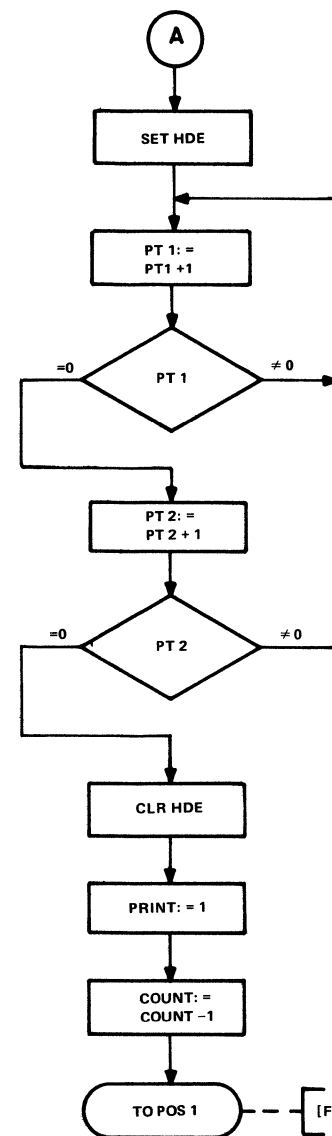 A
SET HDE
PT 1: =
PT1 +1
=0
PT 1
≠ 0
PT 2: =
PT 2 + 1
=0
PT 2
≠ 0
CLR HDE
PRINT: = 1
COUNT: =
COUNT –1
TO POS 1
[F